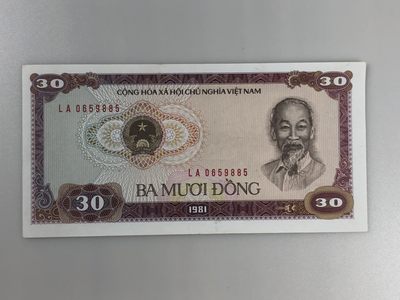 CỘNG HÒA XÃ HỘI CHỦ NGHĨA VIỆT NAM
30 30
LA 0659885
LA 0659885
BA MƯƠI ĐỒNG
30 1981 30